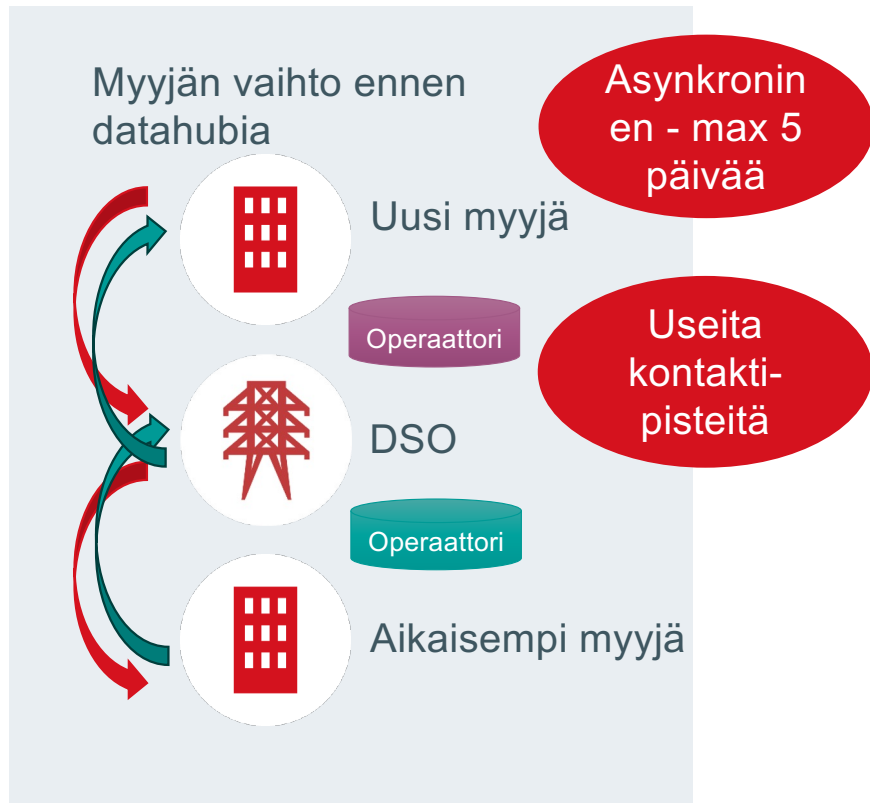 Myyjän vaihto ennen
datahubia
Asynkronin
en - max 5
päivää
Uusi myyjä
Operaattori
Useita
kontakti-
pisteitä
DSO
Operaattori
Aikaisempi myyjä